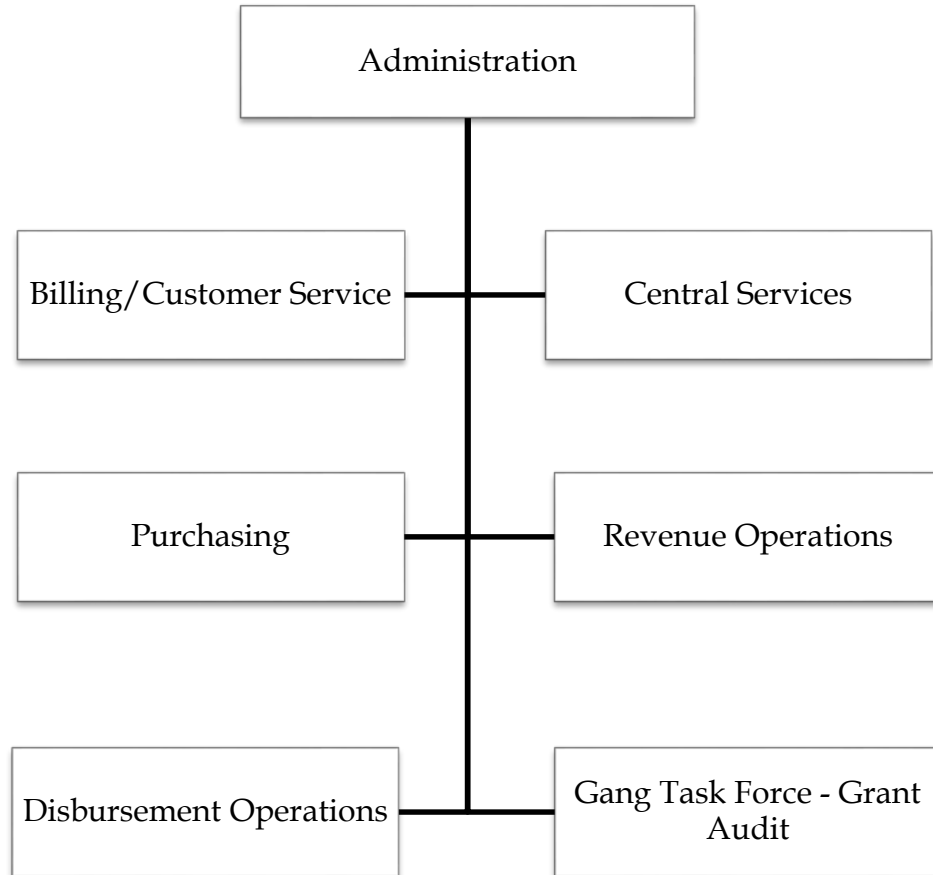 Administration
Billing/Customer Service
Central Services
Purchasing
Revenue Operations
Disbursement Operations
Gang Task Force - Grant
Audit